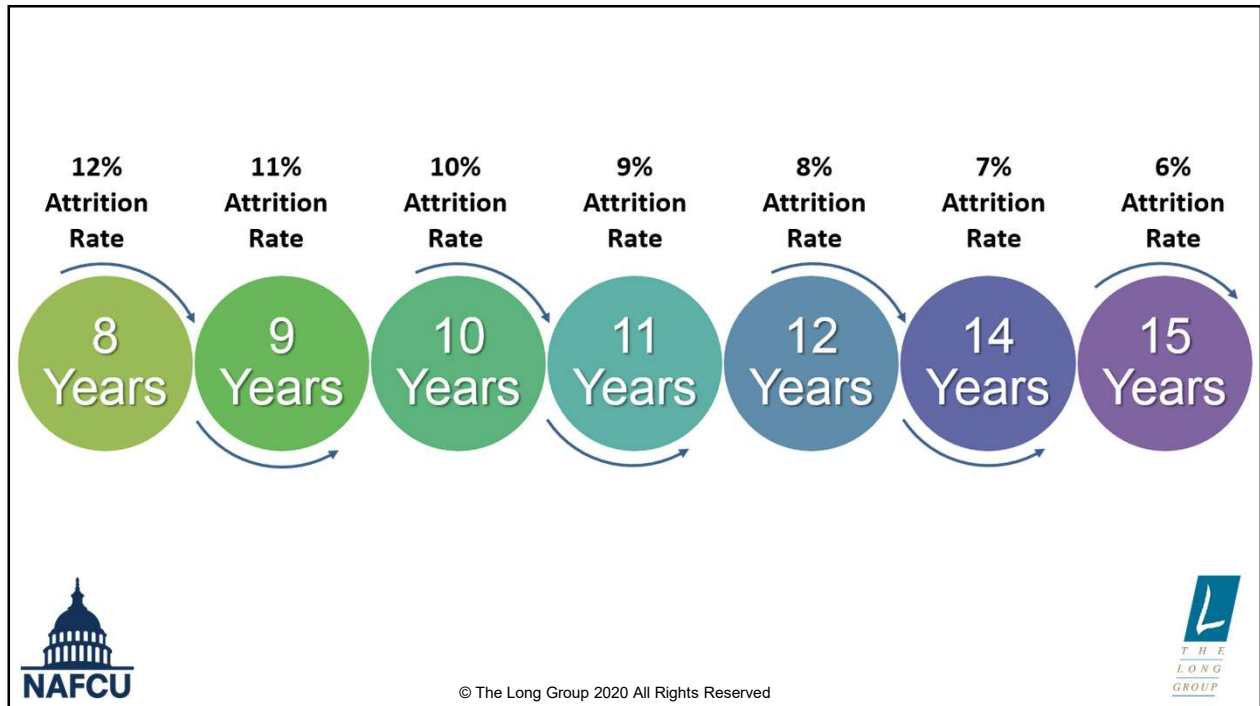 12%
Attrition
Rate
11%
Attrition
Rate
10%
Attrition
Rate
9%
Attrition
Rate
8%
Attrition
Rate
7%
Attrition
Rate
6%
Attrition
Rate
8
Years
9
Years
10
Years
11
Years
12
Years
14
Years
15
Years
NAFCU
© The Long Group 2020 All Rights Reserved
L
THE
LONG
GROUP